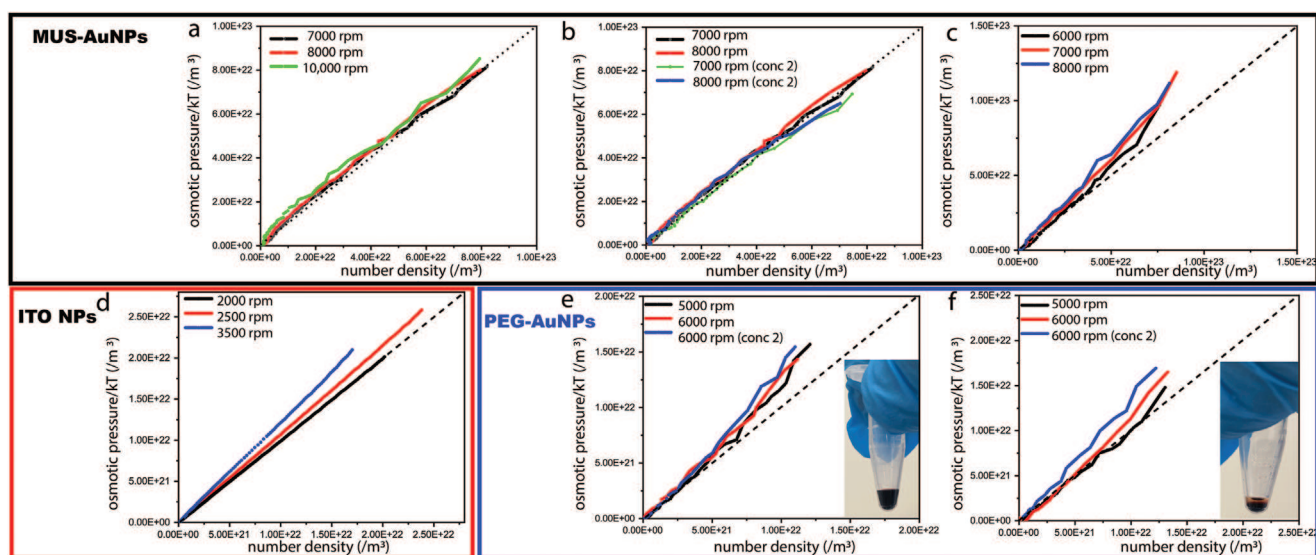 MUS-AuNPs
a
7000 rpm
8000 rpm
10,000 rpm
osmotic pressure/kT (/m³)
1.00E+23
8.00E+22
6.00E+22
4.00E+22
2.00E+22
0.00E+00
0.00E+00 2.00E+22 4.00E+22 6.00E+22 8.00E+22 1.00E+23
number density (/m³)
b
7000 rpm
8000 rpm
7000 rpm (conc 2)
8000 rpm (conc 2)
osmotic pressure/kT (/m³)
1.00E+23
8.00E+22
6.00E+22
4.00E+22
2.00E+22
0.00E+00
0.00E+00 2.00E+22 4.00E+22 6.00E+22 8.00E+22 1.00E+23
number density (/m³)
c
6000 rpm
7000 rpm
8000 rpm
osmotic pressure/kT (/m³)
1.50E+23
1.00E+23
5.00E+22
0.00E+00
0.00E+00 5.00E+22 1.00E+23 1.50E+23
number density (/m³)
ITO NPs
d
2000 rpm
2500 rpm
3500 rpm
osmotic pressure/kT (/m³)
2.50E+22
2.00E+22
1.50E+22
1.00E+22
5.00E+21
0.00E+00
0.00E+00 5.00E+21 1.00E+22 1.50E+22 2.00E+22 2.50E+22
number density (/m³)
PEG-AuNPs
e
5000 rpm
6000 rpm
6000 rpm (conc 2)
osmotic pressure/kT (/m³)
2.00E+22
1.50E+22
1.00E+22
5.00E+21
0.00E+00
0.00E+00 5.00E+21 1.00E+22 1.50E+22 2.00E+22
number density (/m³)
f
5000 rpm
6000 rpm
6000 rpm (conc 2)
osmotic pressure/kT (/m³)
2.00E+22
1.50E+22
1.00E+22
5.00E+21
0.00E+00
0.00E+00 5.00E+21 1.00E+22 1.50E+22 2.00E+22
number density (/m³)